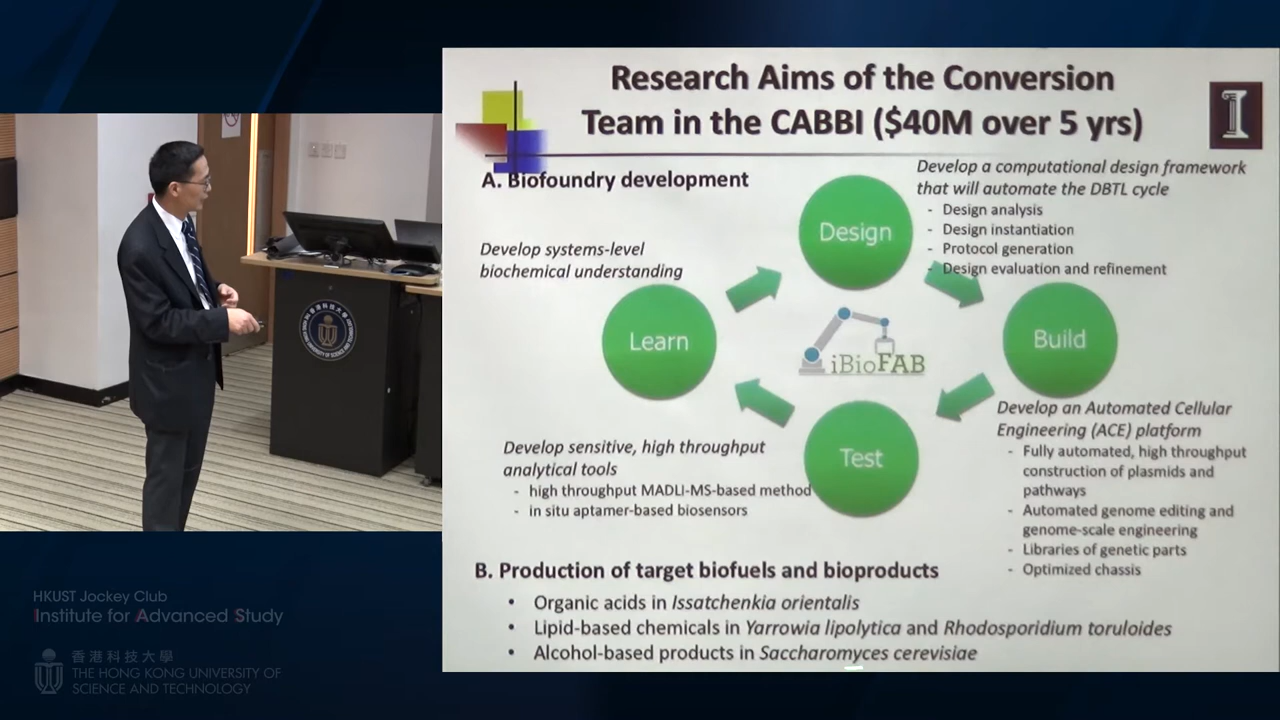 Research Aims of the Conversion
Team in the CABBI ($40M over 5 yrs)
A. Biofoundry development
Develop a computational design framework
that will automate the DBTL cycle
- Design analysis
- Design instantiation
- Protocol generation
- Design evaluation and refinement
Develop systems-level
biochemical understanding
Design
Learn
Build
iBioFAB
Test
Develop an Automated Cellular
Engineering (ACE) platform
- Fully automated, high throughput
construction of plasmids and
pathways
- Automated genome editing and
genome-scale engineering
- Libraries of genetic parts
- Optimized chassis
Develop sensitive, high throughput
analytical tools
- high throughput MADLI-MS-based method
- in situ aptamer-based biosensors
B. Production of target biofuels and bioproducts
• Organic acids in Issatchenkia orientalis
• Lipid-based chemicals in Yarrowia lipolytica and Rhodosporidium toruloides
• Alcohol-based products in Saccharomyces cerevisiae
HKUST Jockey Club
Institute for Advanced Study
香港科技大學
THE HONG KONG UNIVERSITY OF
SCIENCE AND TECHNOLOGY